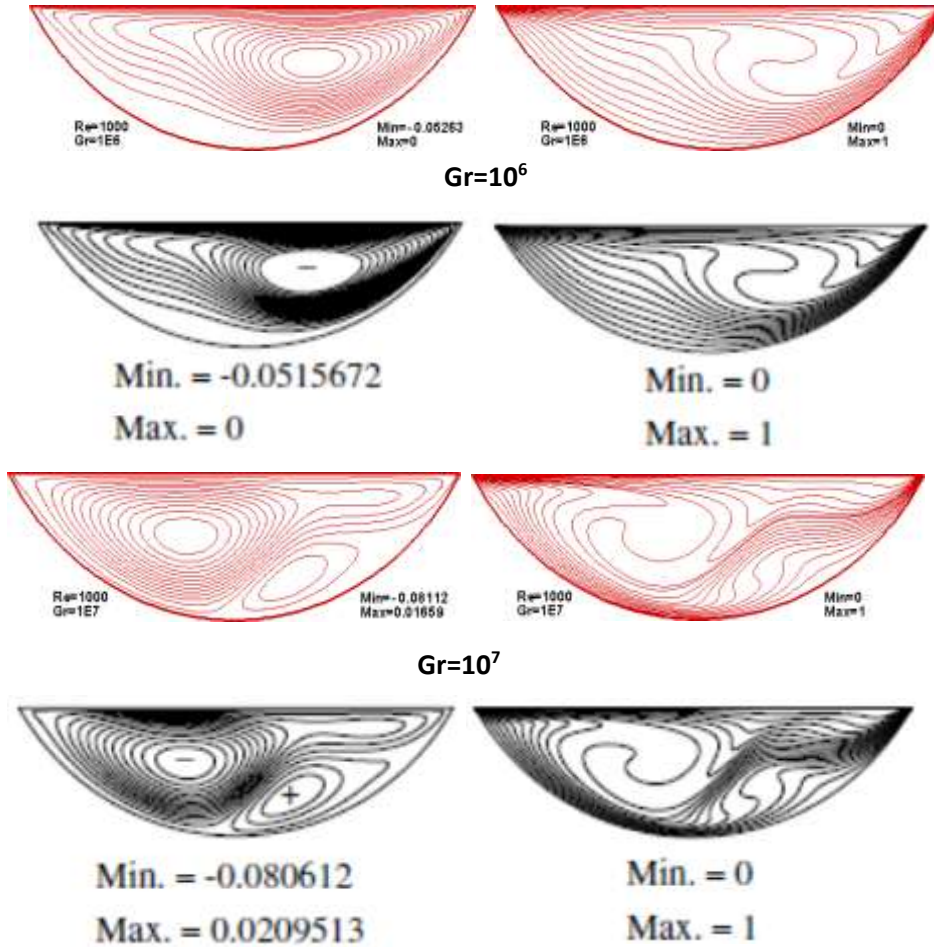 Re=1000
Gr=1E6
Min=-0.05263
Max=0
Re=1000
Gr=1E6
Min=0
Max=1
Gr=10⁶
−
Min. = -0.0515672
Max. = 0
Min. = 0
Max. = 1
Re=1000
Gr=1E7
Min=-0.08112
Max=0.01659
Re=1000
Gr=1E7
Min=0
Max=1
Gr=10⁷
−
+
Min. = -0.080612
Max. = 0.0209513
Min. = 0
Max. = 1